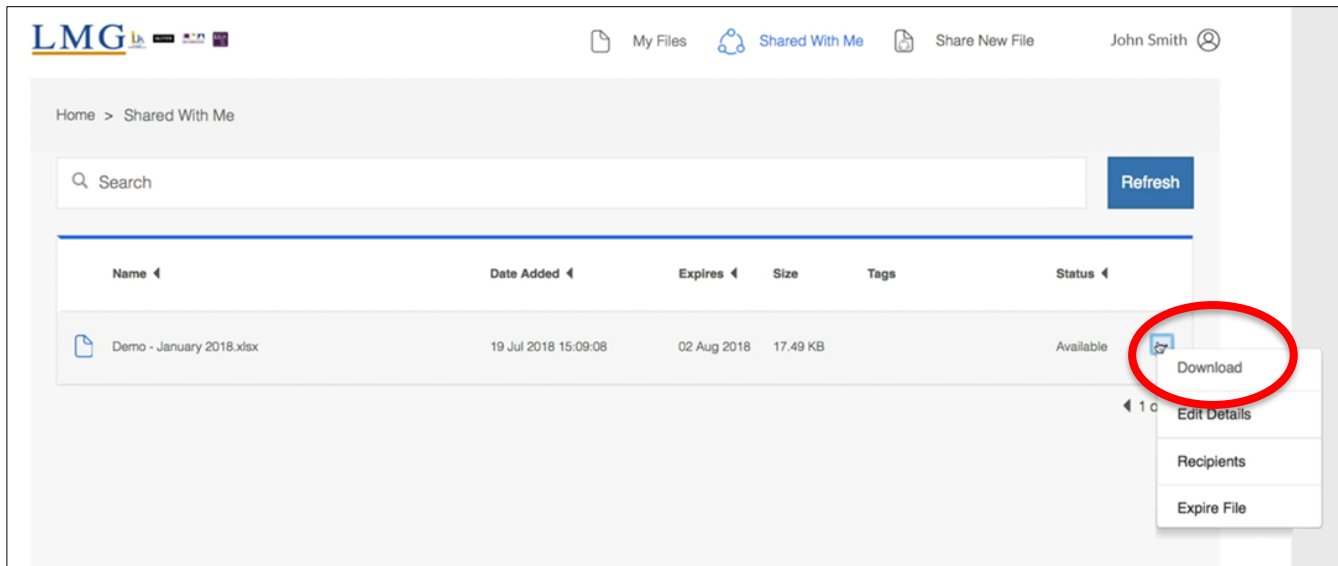 LMG
My Files Shared With Me Share New File John Smith
Home > Shared With Me
Search
Refresh
Name Date Added Expires Size Tags Status
Demo - January 2018.xlsx 19 Jul 2018 15:09:08 02 Aug 2018 17.49 KB Available
Download
1
Edit Details
Recipients
Expire File